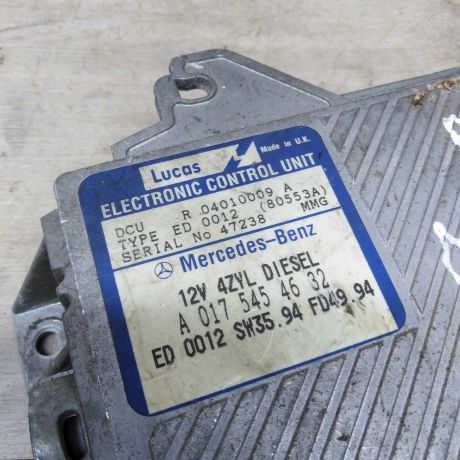 Lucas
Made in U.K.
ELECTRONIC CONTROL UNIT
DCU R 04010009 A
TYPE ED 0012 (80553A)
SERIAL No 47238 MMG
Mercedes-Benz
12V 4ZYL DIESEL
A 017 545 46 32
ED 0012 SW35.94 FD49.94